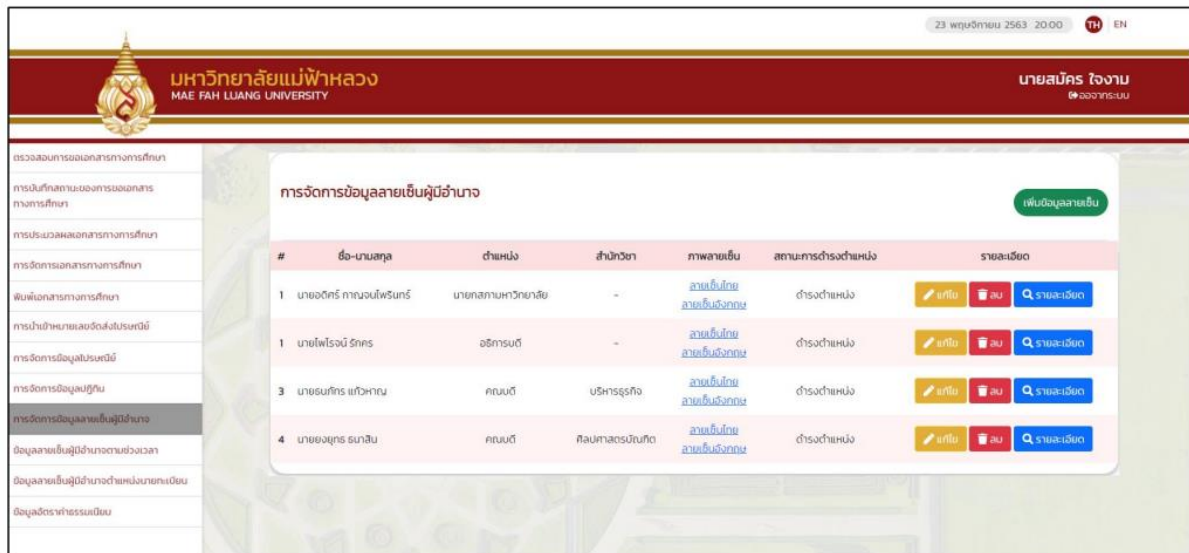 23 พฤศจิกายน 2563 20:00 TH EN
มหาวิทยาลัยแม่ฟ้าหลวง
MAE FAH LUANG UNIVERSITY
นายสมัคร ใจงาม
ออกจากระบบ
ตรวจสอบการขอเอกสารทางการศึกษา
การบันทึกสถานะของการขอเอกสาร
ทางการศึกษา
การประมวลผลเอกสารทางการศึกษา
การจัดการเอกสารทางการศึกษา
พิมพ์เอกสารทางการศึกษา
การนำเข้าหมายเลขจัดส่งไปรษณีย์
การจัดการข้อมูลไปรษณีย์
การจัดการข้อมูลปฏิทิน
การจัดการข้อมูลลายเซ็นผู้มีอำนาจ
ข้อมูลลายเซ็นผู้มีอำนาจตามช่วงเวลา
ข้อมูลลายเซ็นผู้มีอำนาจตำแหน่งนายทะเบียน
ข้อมูลอัตราค่าธรรมเนียม
การจัดการข้อมูลลายเซ็นผู้มีอำนาจ
เพิ่มข้อมูลลายเซ็น
# ชื่อ-นามสกุล ตำแหน่ง สำนักวิชา ภาพลายเซ็น สถานะการดำรงตำแหน่ง รายละเอียด
1 นายอดิศร์ กาญจนไพรินทร์ นายกสภามหาวิทยาลัย - ลายเซ็นไทย ดำรงตำแหน่ง แก้ไข ลบ รายละเอียด
ลายเซ็นอังกฤษ
1 นายไพโรจน์ รักคร อธิการบดี - ลายเซ็นไทย ดำรงตำแหน่ง แก้ไข ลบ รายละเอียด
ลายเซ็นอังกฤษ
3 นายธนภัทร แก้วหาญ คณบดี บริหารธุรกิจ ลายเซ็นไทย ดำรงตำแหน่ง แก้ไข ลบ รายละเอียด
ลายเซ็นอังกฤษ
4 นายยงยุทธ ธนาสิน คณบดี ศิลปศาสตรบัณฑิต ลายเซ็นไทย ดำรงตำแหน่ง แก้ไข ลบ รายละเอียด
ลายเซ็นอังกฤษ